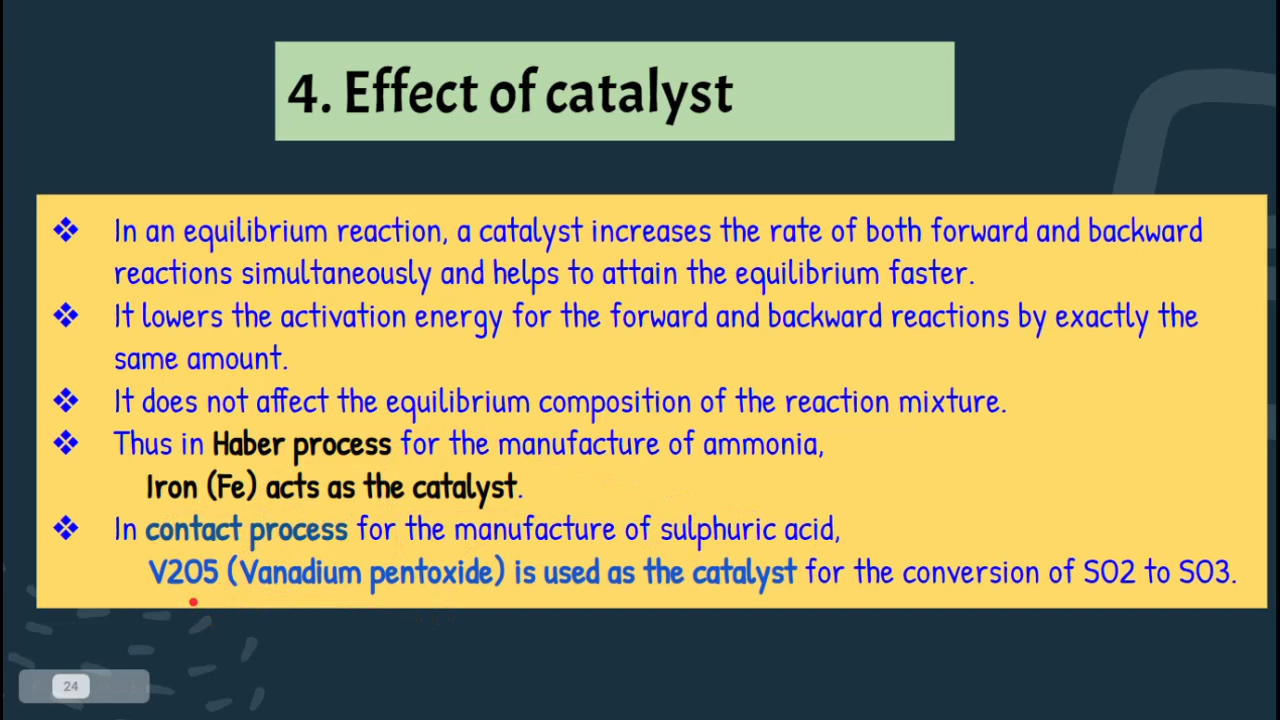 4. Effect of catalyst
❖ In an equilibrium reaction, a catalyst increases the rate of both forward and backward
reactions simultaneously and helps to attain the equilibrium faster.
❖ It lowers the activation energy for the forward and backward reactions by exactly the
same amount.
❖ It does not affect the equilibrium composition of the reaction mixture.
❖ Thus in Haber process for the manufacture of ammonia,
Iron (Fe) acts as the catalyst.
❖ In contact process for the manufacture of sulphuric acid,
V2O5 (Vanadium pentoxide) is used as the catalyst for the conversion of SO2 to SO3.
24